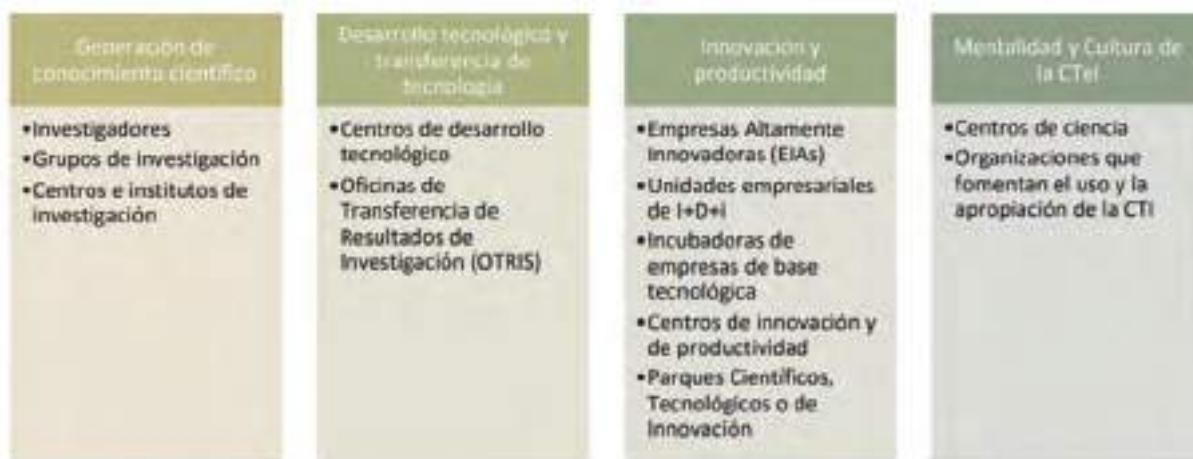 Generación de
conocimiento científico
•Investigadores
•Grupos de investigación
•Centros e institutos de
investigación
Desarrollo tecnológico y
transferencia de
tecnología
•Centros de desarrollo
tecnológico
•Oficinas de
Transferencia de
Resultados de
Investigación (OTRIS)
Innovación y
productividad
•Empresas Altamente
Innovadoras (EIAs)
•Unidades empresariales
de I+D+i
•Incubadoras de
empresas de base
tecnológica
•Centros de innovación y
de productividad
•Parques Científicos,
Tecnológicos o de
Innovación
Mentalidad y Cultura de
la CTeI
•Centros de ciencia
•Organizaciones que
fomentan el uso y la
apropiación de la CTI